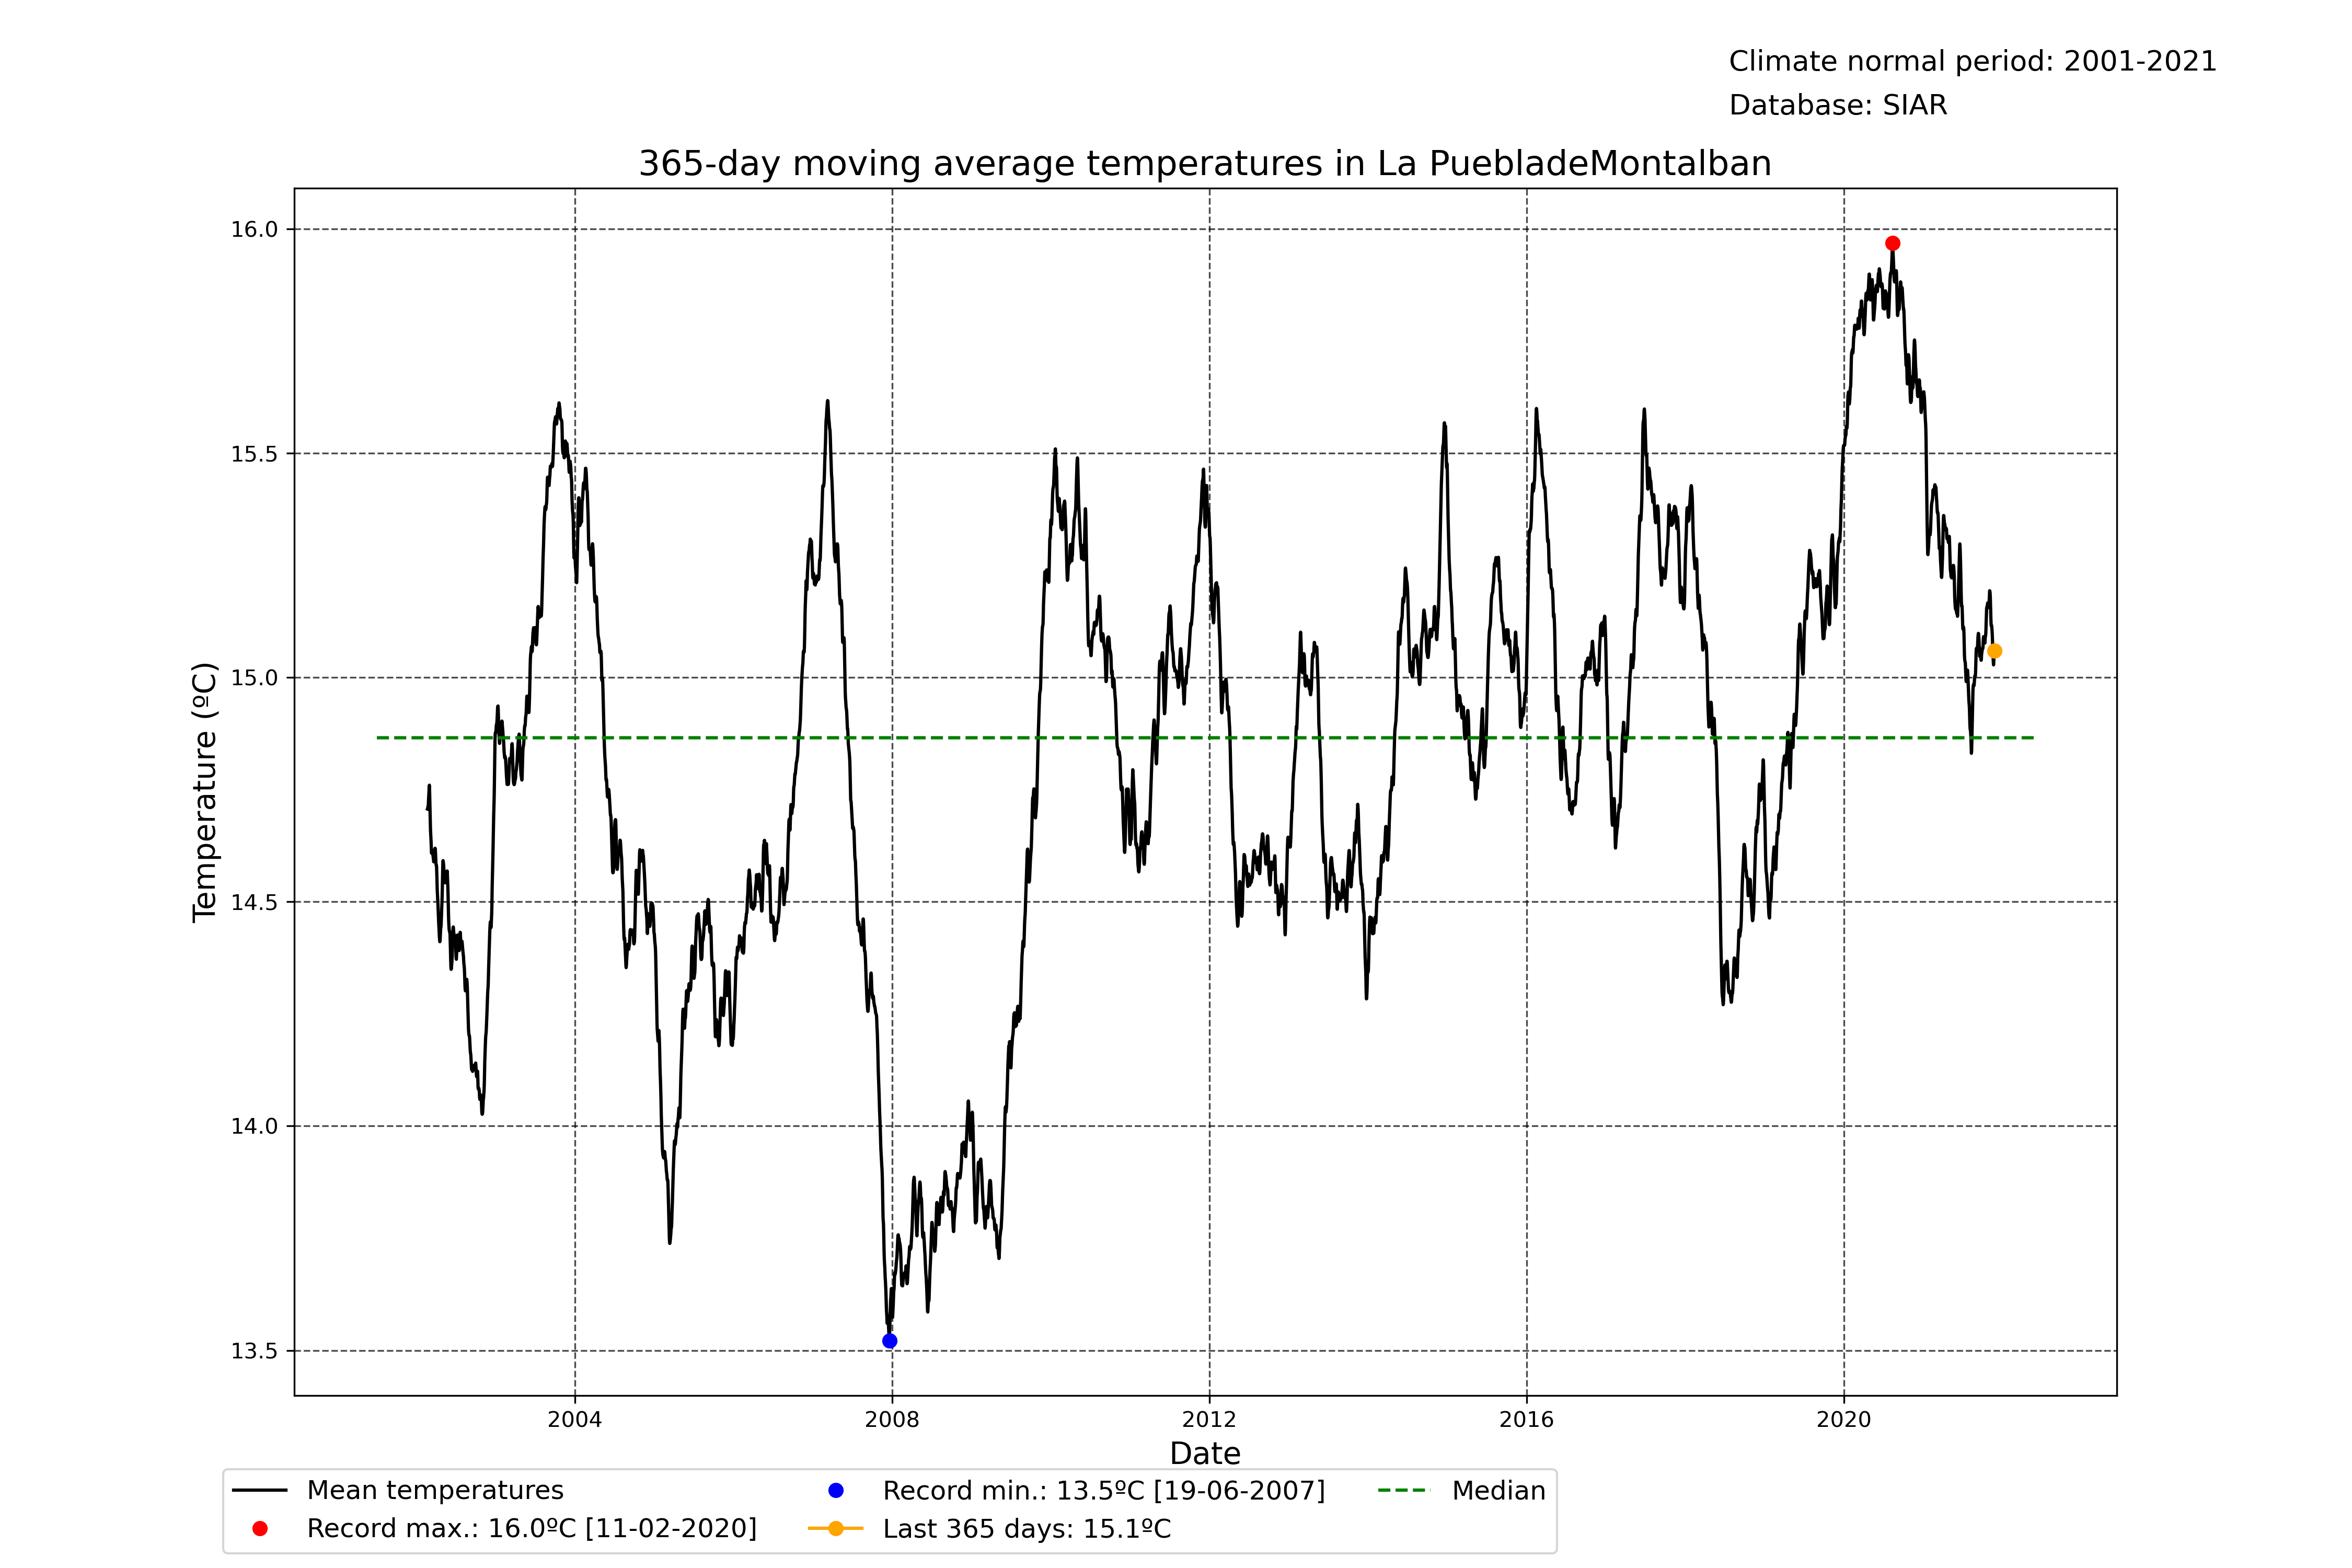 Climate normal period: 2001-2021
Database: SIAR
365-day moving average temperatures in La PuebladeMontalban
16.0
15.5
15.0
14.5
14.0
13.5
Temperature (ºC)
2004 2008 2012 2016 2020
Date
Mean temperatures
Record max.: 16.0ºC [11-02-2020]
Record min.: 13.5ºC [19-06-2007]
Last 365 days: 15.1ºC
Median